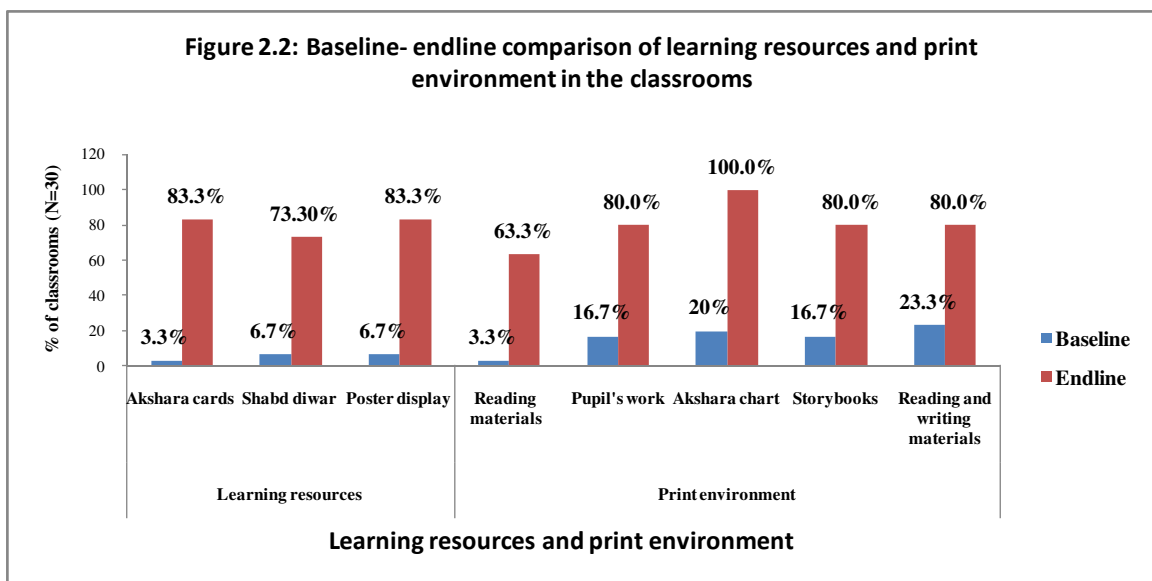 Figure 2.2: Baseline- endline comparison of learning resources and print
environment in the classrooms
% of classrooms (N=30)
120
100
80
60
40
20
0
3.3%
83.3%
6.7%
73.30%
6.7%
83.3%
3.3%
63.3%
16.7%
80.0%
20%
100.0%
16.7%
80.0%
23.3%
80.0%
Baseline
Endline
Akshara cards
Shabd diwar
Poster display
Reading
materials
Pupil's work
Akshara chart
Storybooks
Reading and
writing
materials
Learning resources
Print environment
Learning resources and print environment